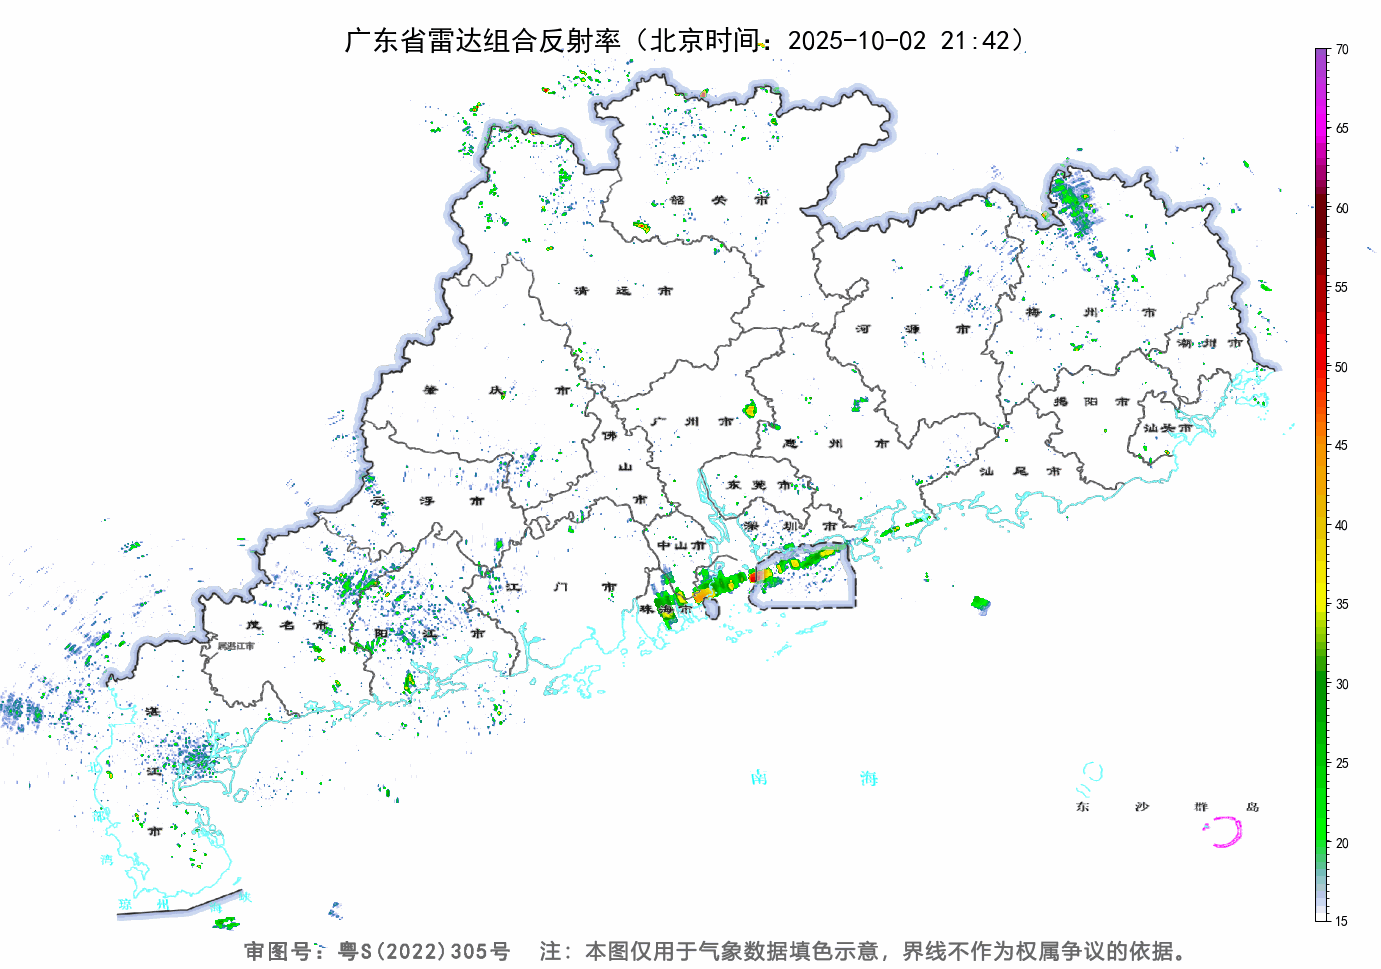 广东省雷达组合反射率（北京时间：2025-10-02 21:42）
70
65
60
55
50
45
40
35
30
25
20
15
韶关市
清远市
河源市
梅州市
潮州市
肇庆市
广州市
惠州市
揭阳市
汕头市
佛山市
云浮市
东莞市
汕尾市
深圳市
中山市
江门市
珠海市
茂名市
阳江市
属湛江市
湛江市
南海
东沙群岛
北部湾
琼州海峡
审图号：粤S(2022)305号 注：本图仅用于气象数据填色示意，界线不作为权属争议的依据。